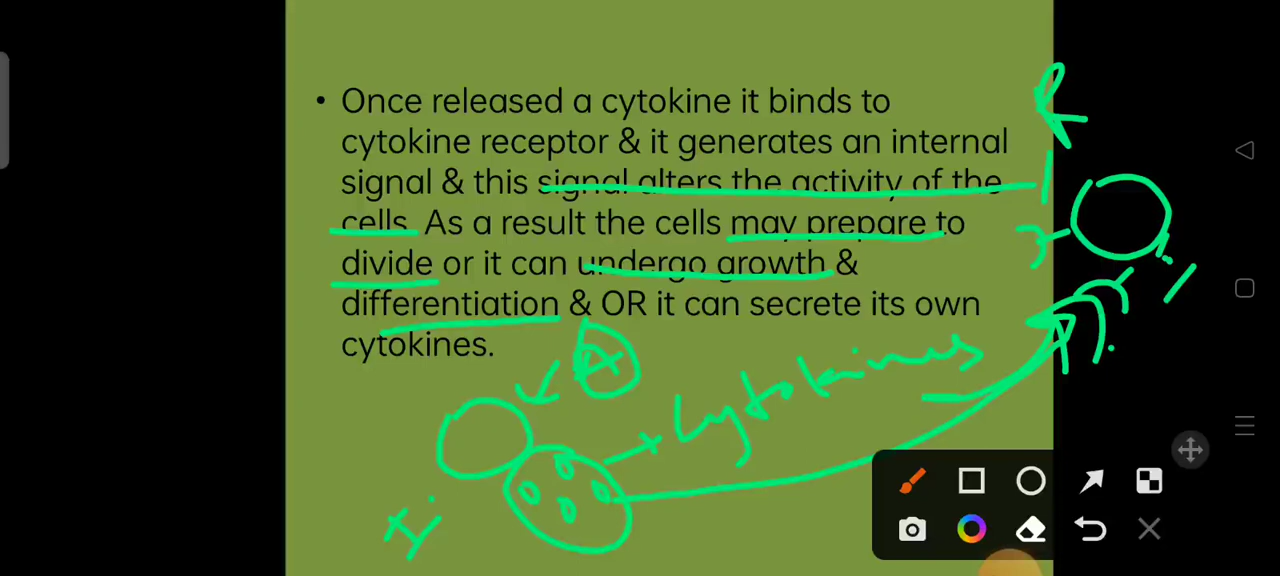 • Once released a cytokine it binds to
cytokine receptor & it generates an internal
signal & this signal alters the activity of the
cells. As a result the cells may prepare to
divide or it can undergo growth &
differentiation & OR it can secrete its own
cytokines.
R
A
Cytokines
I